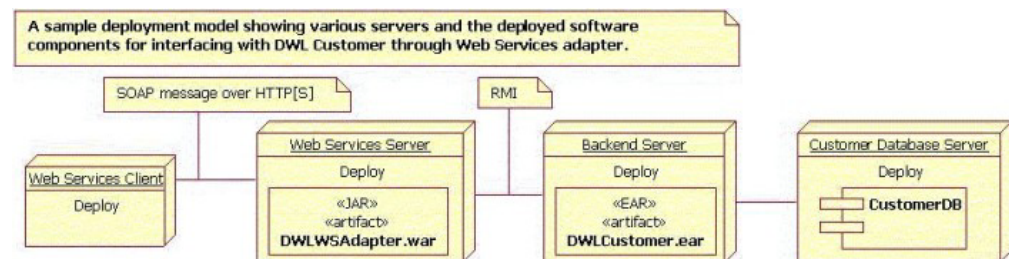 A sample deployment model showing various servers and the deployed software
components for interfacing with DWL Customer through Web Services adapter.
SOAP message over HTTP[S]
RMI
Web Services Client
Deploy
Web Services Server
Deploy
«JAR»
«artifact»
DWLWSAdapter.war
Backend Server
Deploy
«EAR»
«artifact»
DWLCustomer.ear
Customer Database Server
Deploy
CustomerDB